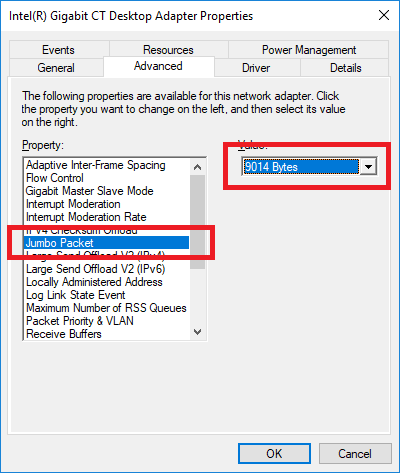 Intel(R) Gigabit CT Desktop Adapter Properties
Events Resources Power Management
General Advanced Driver Details
The following properties are available for this network adapter. Click
the property you want to change on the left, and then select its value
on the right.
Property: Value:
9014 Bytes
Adaptive Inter-Frame Spacing
Flow Control
Gigabit Master Slave Mode
Interrupt Moderation
Interrupt Moderation Rate
IPv4 Checksum Offload
Jumbo Packet
Large Send Offload V2 (IPv4)
Large Send Offload V2 (IPv6)
Locally Administered Address
Log Link State Event
Maximum Number of RSS Queues
Packet Priority & VLAN
Receive Buffers
OK Cancel